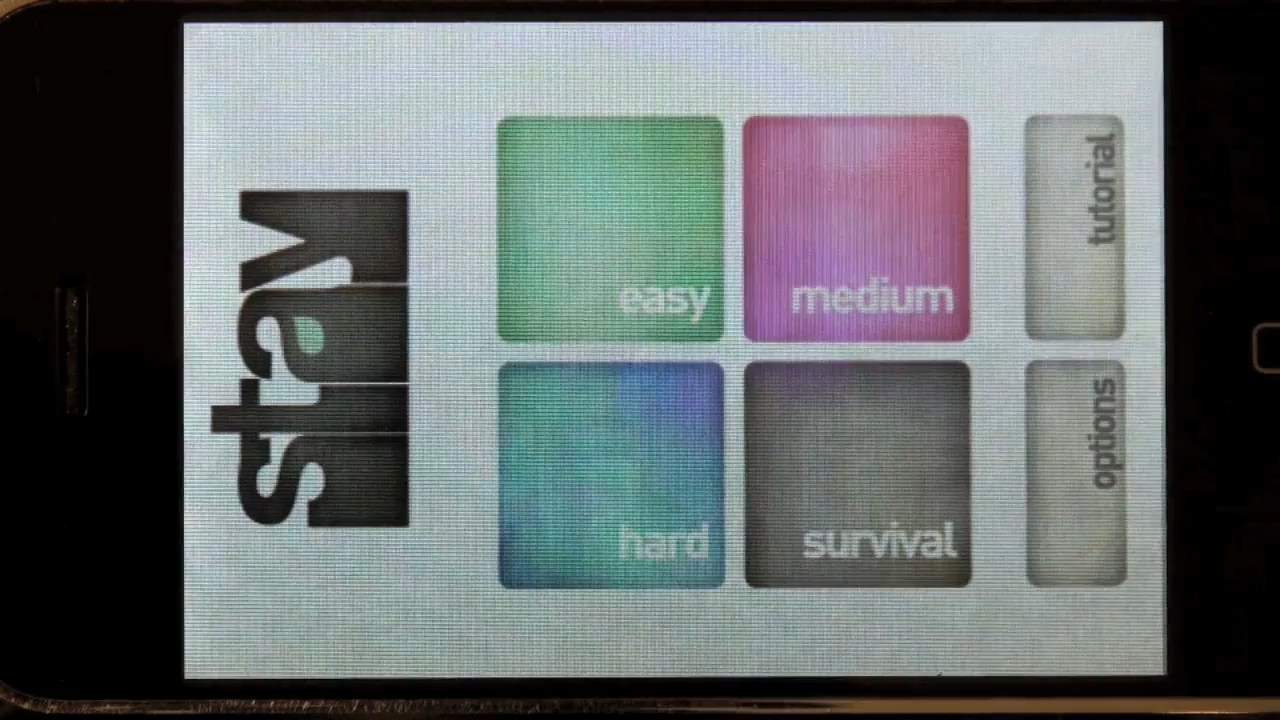 stay
easy
medium
hard
survival
tutorial
options